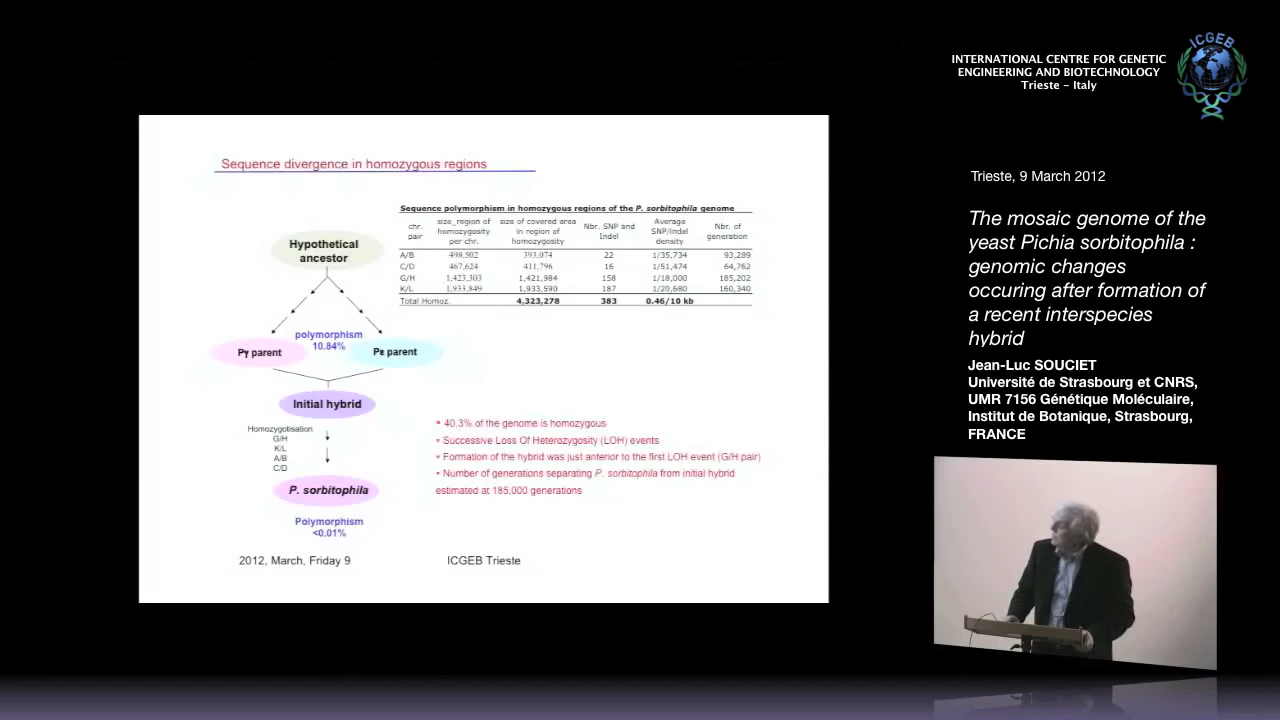 ICGEB
INTERNATIONAL CENTRE FOR GENETIC
ENGINEERING AND BIOTECHNOLOGY
Trieste - Italy
Trieste, 9 March 2012
The mosaic genome of the
yeast Pichia sorbitophila :
genomic changes
occuring after formation of
a recent interspecies
hybrid
Jean-Luc SOUCIET
Université de Strasbourg et CNRS,
UMR 7156 Génétique Moléculaire,
Institut de Botanique, Strasbourg,
FRANCE
Sequence divergence in homozygous regions
Sequence polymorphism in homozygous regions of the P. sorbitophila genome
chr. pair size_region of homozygosity per chr. size of covered area in region of homozygosity Nbr. SNP and Indel Average SNP/indel density Nbr. of generation
A/B 498,502 393,074 22 1/35,734 93,289
C/D 467,624 411,796 16 1/51,474 64,762
G/H 1,423,303 1,421,984 158 1/18,000 185,202
K/L 1,933,849 1,933,590 187 1/20,680 160,340
Total Homoz. 4,323,278 383 0.46/10 kb
Hypothetical
ancestor
polymorphism
10.84%
Pγ parent
Pε parent
Initial hybrid
Homozygotisation
G/H
K/L
A/B
C/D
P. sorbitophila
Polymorphism
<0.01%
• 40.3% of the genome is homozygous
• Successive Loss Of Heterozygosity (LOH) events
• Formation of the hybrid was just anterior to the first LOH event (G/H pair)
• Number of generations separating P. sorbitophila from initial hybrid
estimated at 185,000 generations
2012, March, Friday 9
ICGEB Trieste